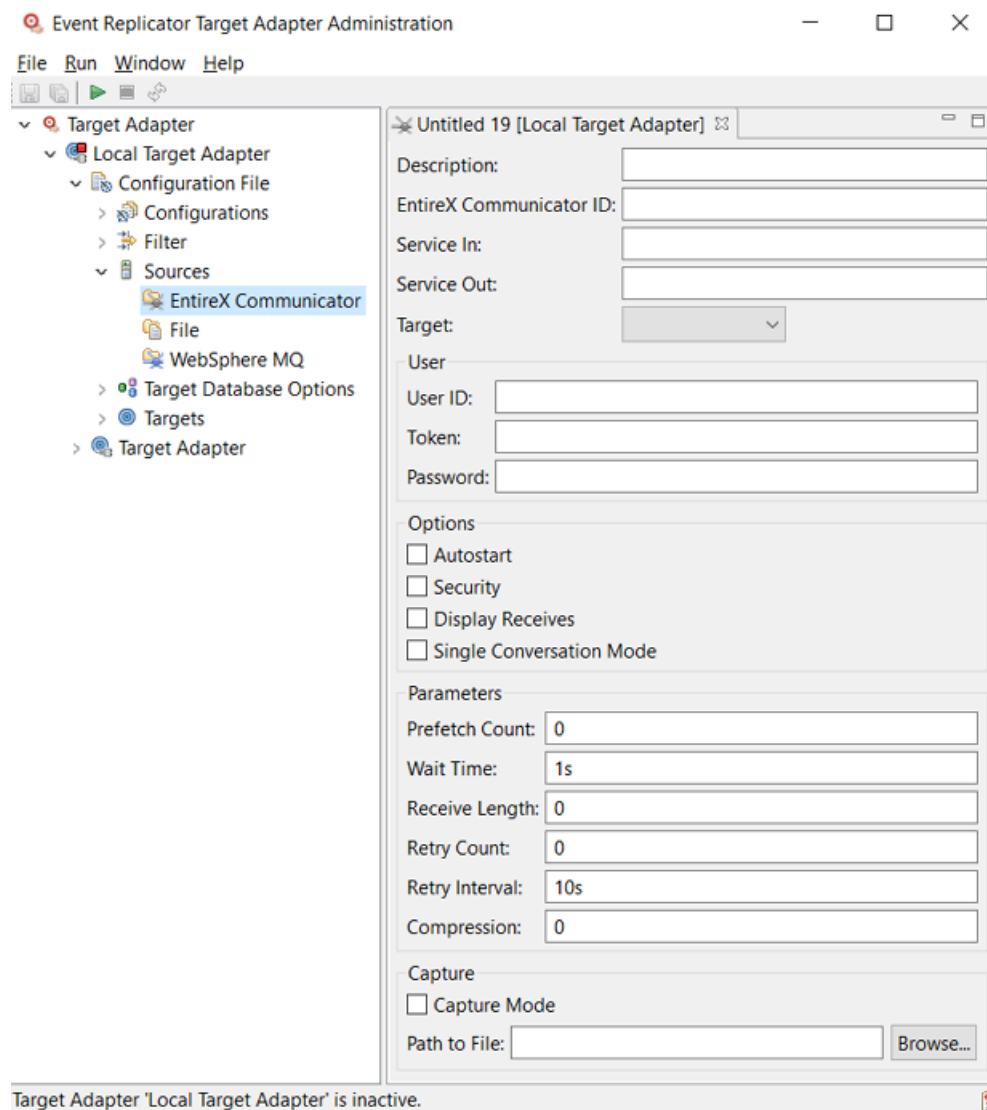 Event Replicator Target Adapter Administration
File Run Window Help
Target Adapter
Local Target Adapter
Configuration File
Configurations
Filter
Sources
EntireX Communicator
File
WebSphere MQ
Target Database Options
Targets
Target Adapter
Untitled 19 [Local Target Adapter]
Description:
EntireX Communicator ID:
Service In:
Service Out:
Target:
User
User ID:
Token:
Password:
Options
Autostart
Security
Display Receives
Single Conversation Mode
Parameters
Prefetch Count: 0
Wait Time: 1s
Receive Length: 0
Retry Count: 0
Retry Interval: 10s
Compression: 0
Capture
Capture Mode
Path to File: Browse...
Target Adapter 'Local Target Adapter' is inactive.